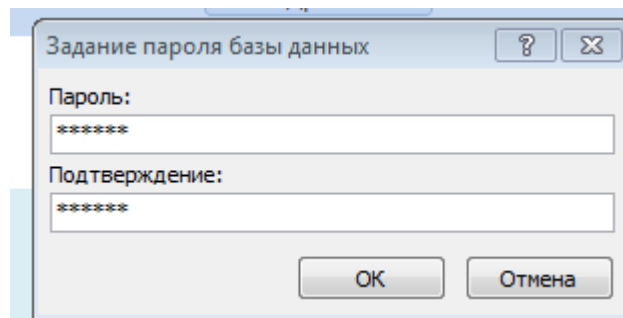 Задание пароля базы данных
Пароль:
******
Подтверждение:
******
ОК
Отмена